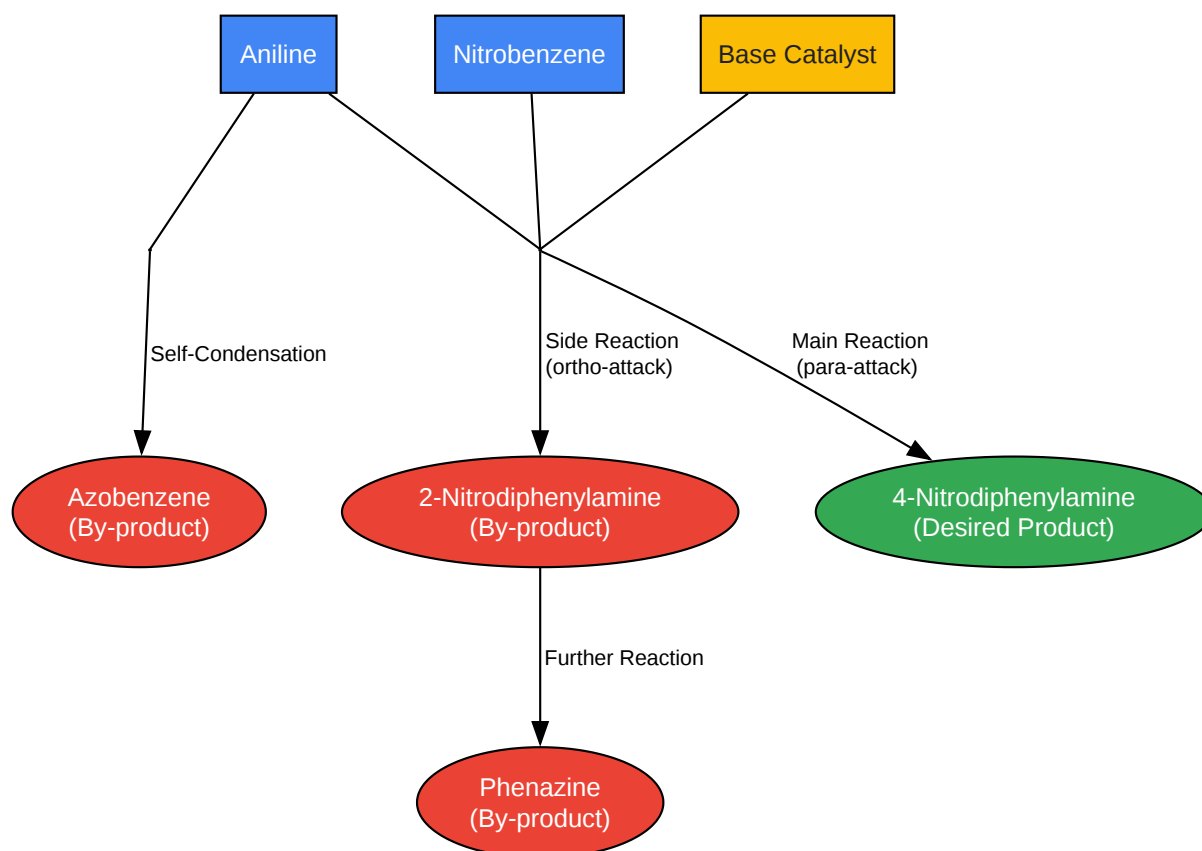 Aniline
Nitrobenzene
Base Catalyst
Self-Condensation
Side Reaction
(ortho-attack)
Main Reaction
(para-attack)
Azobenzene
(By-product)
2-Nitrodiphenylamine
(By-product)
4-Nitrodiphenylamine
(Desired Product)
Further Reaction
Phenazine
(By-product)